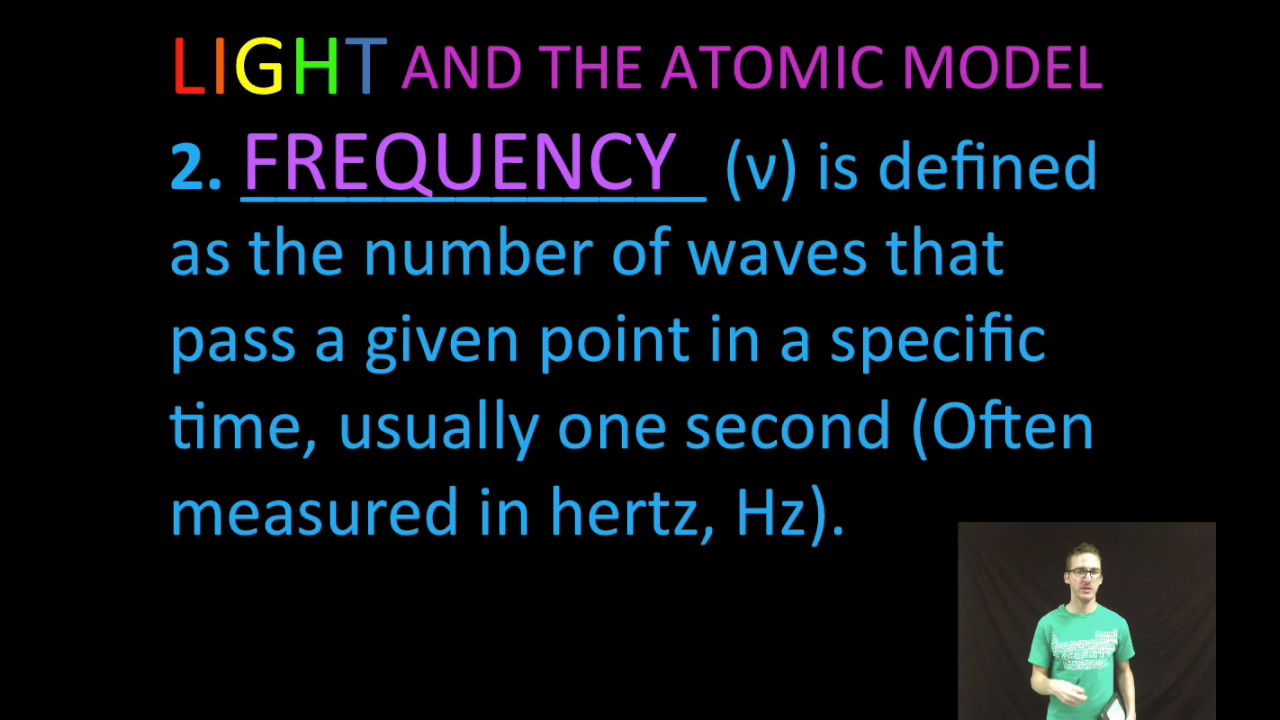 LIGHT AND THE ATOMIC MODEL
2. FREQUENCY (ν) is defined
as the number of waves that
pass a given point in a specific
time, usually one second (Often
measured in hertz, Hz).